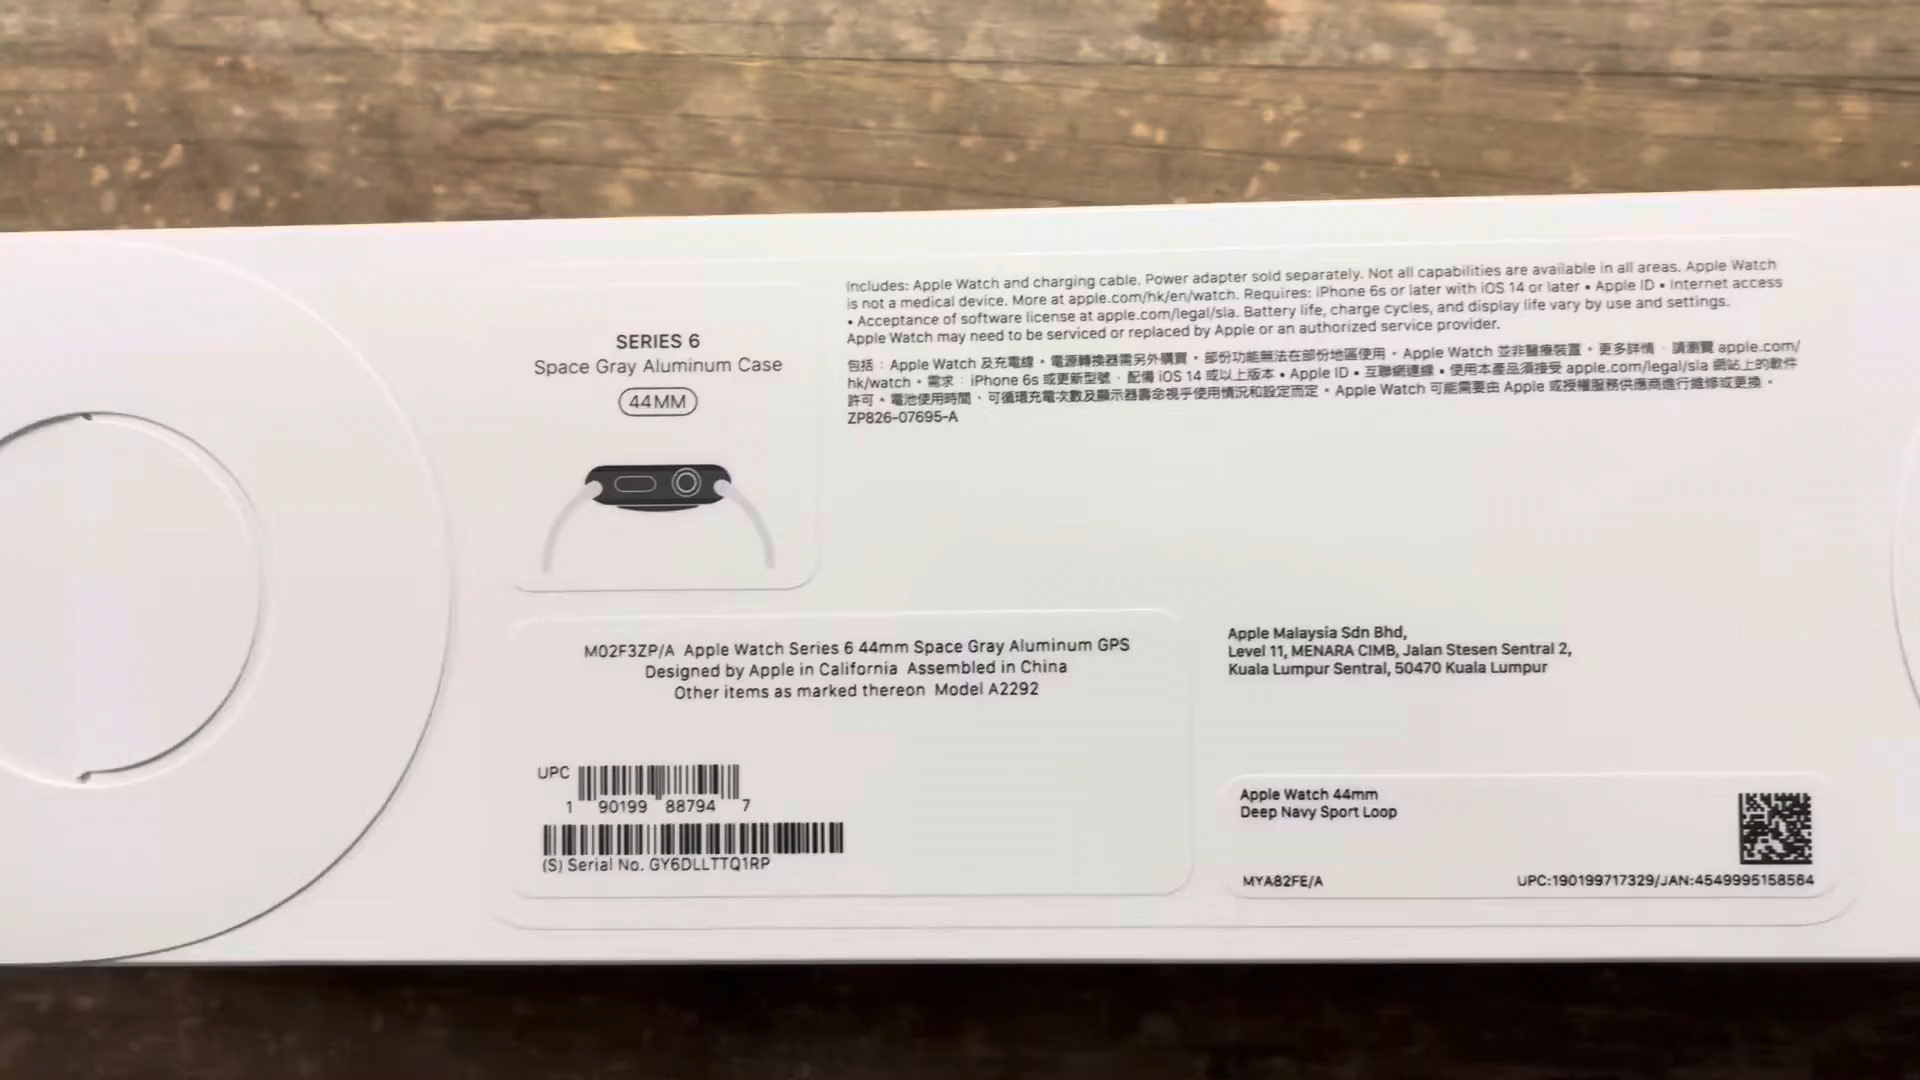 SERIES 6
Space Gray Aluminum Case
44MM
Includes: Apple Watch and charging cable. Power adapter sold separately. Not all capabilities are available in all areas. Apple Watch
is not a medical device. More at apple.com/hk/en/watch. Requires: iPhone 6s or later with iOS 14 or later • Apple ID • Internet access
• Acceptance of software license at apple.com/legal/sla. Battery life, charge cycles, and display life vary by use and settings.
Apple Watch may need to be serviced or replaced by Apple or an authorized service provider.
包括：Apple Watch 及充電線。電源轉換器需另外購買。部份功能無法在部份地區使用。Apple Watch 並非醫療裝置。更多詳情，請瀏覽 apple.com/
hk/watch。需求：iPhone 6s 或更新型號，配備 iOS 14 或以上版本 • Apple ID • 互聯網連線 • 使用本產品須接受 apple.com/legal/sla 網站上的軟件
許可。電池使用時間、可循環充電次數及顯示器壽命視乎使用情況和設定而定。Apple Watch 可能需要由 Apple 或授權服務供應商進行維修或更換。
ZP826-07695-A
M02F3ZP/A Apple Watch Series 6 44mm Space Gray Aluminum GPS
Designed by Apple in California Assembled in China
Other items as marked thereon Model A2292
UPC
1 90199 88794 7
(S) Serial No. GY6DLLTTQ1RP
Apple Malaysia Sdn Bhd,
Level 11, MENARA CIMB, Jalan Stesen Sentral 2,
Kuala Lumpur Sentral, 50470 Kuala Lumpur
Apple Watch 44mm
Deep Navy Sport Loop
MYA82FE/A
UPC:190199717329/JAN:4549995158564